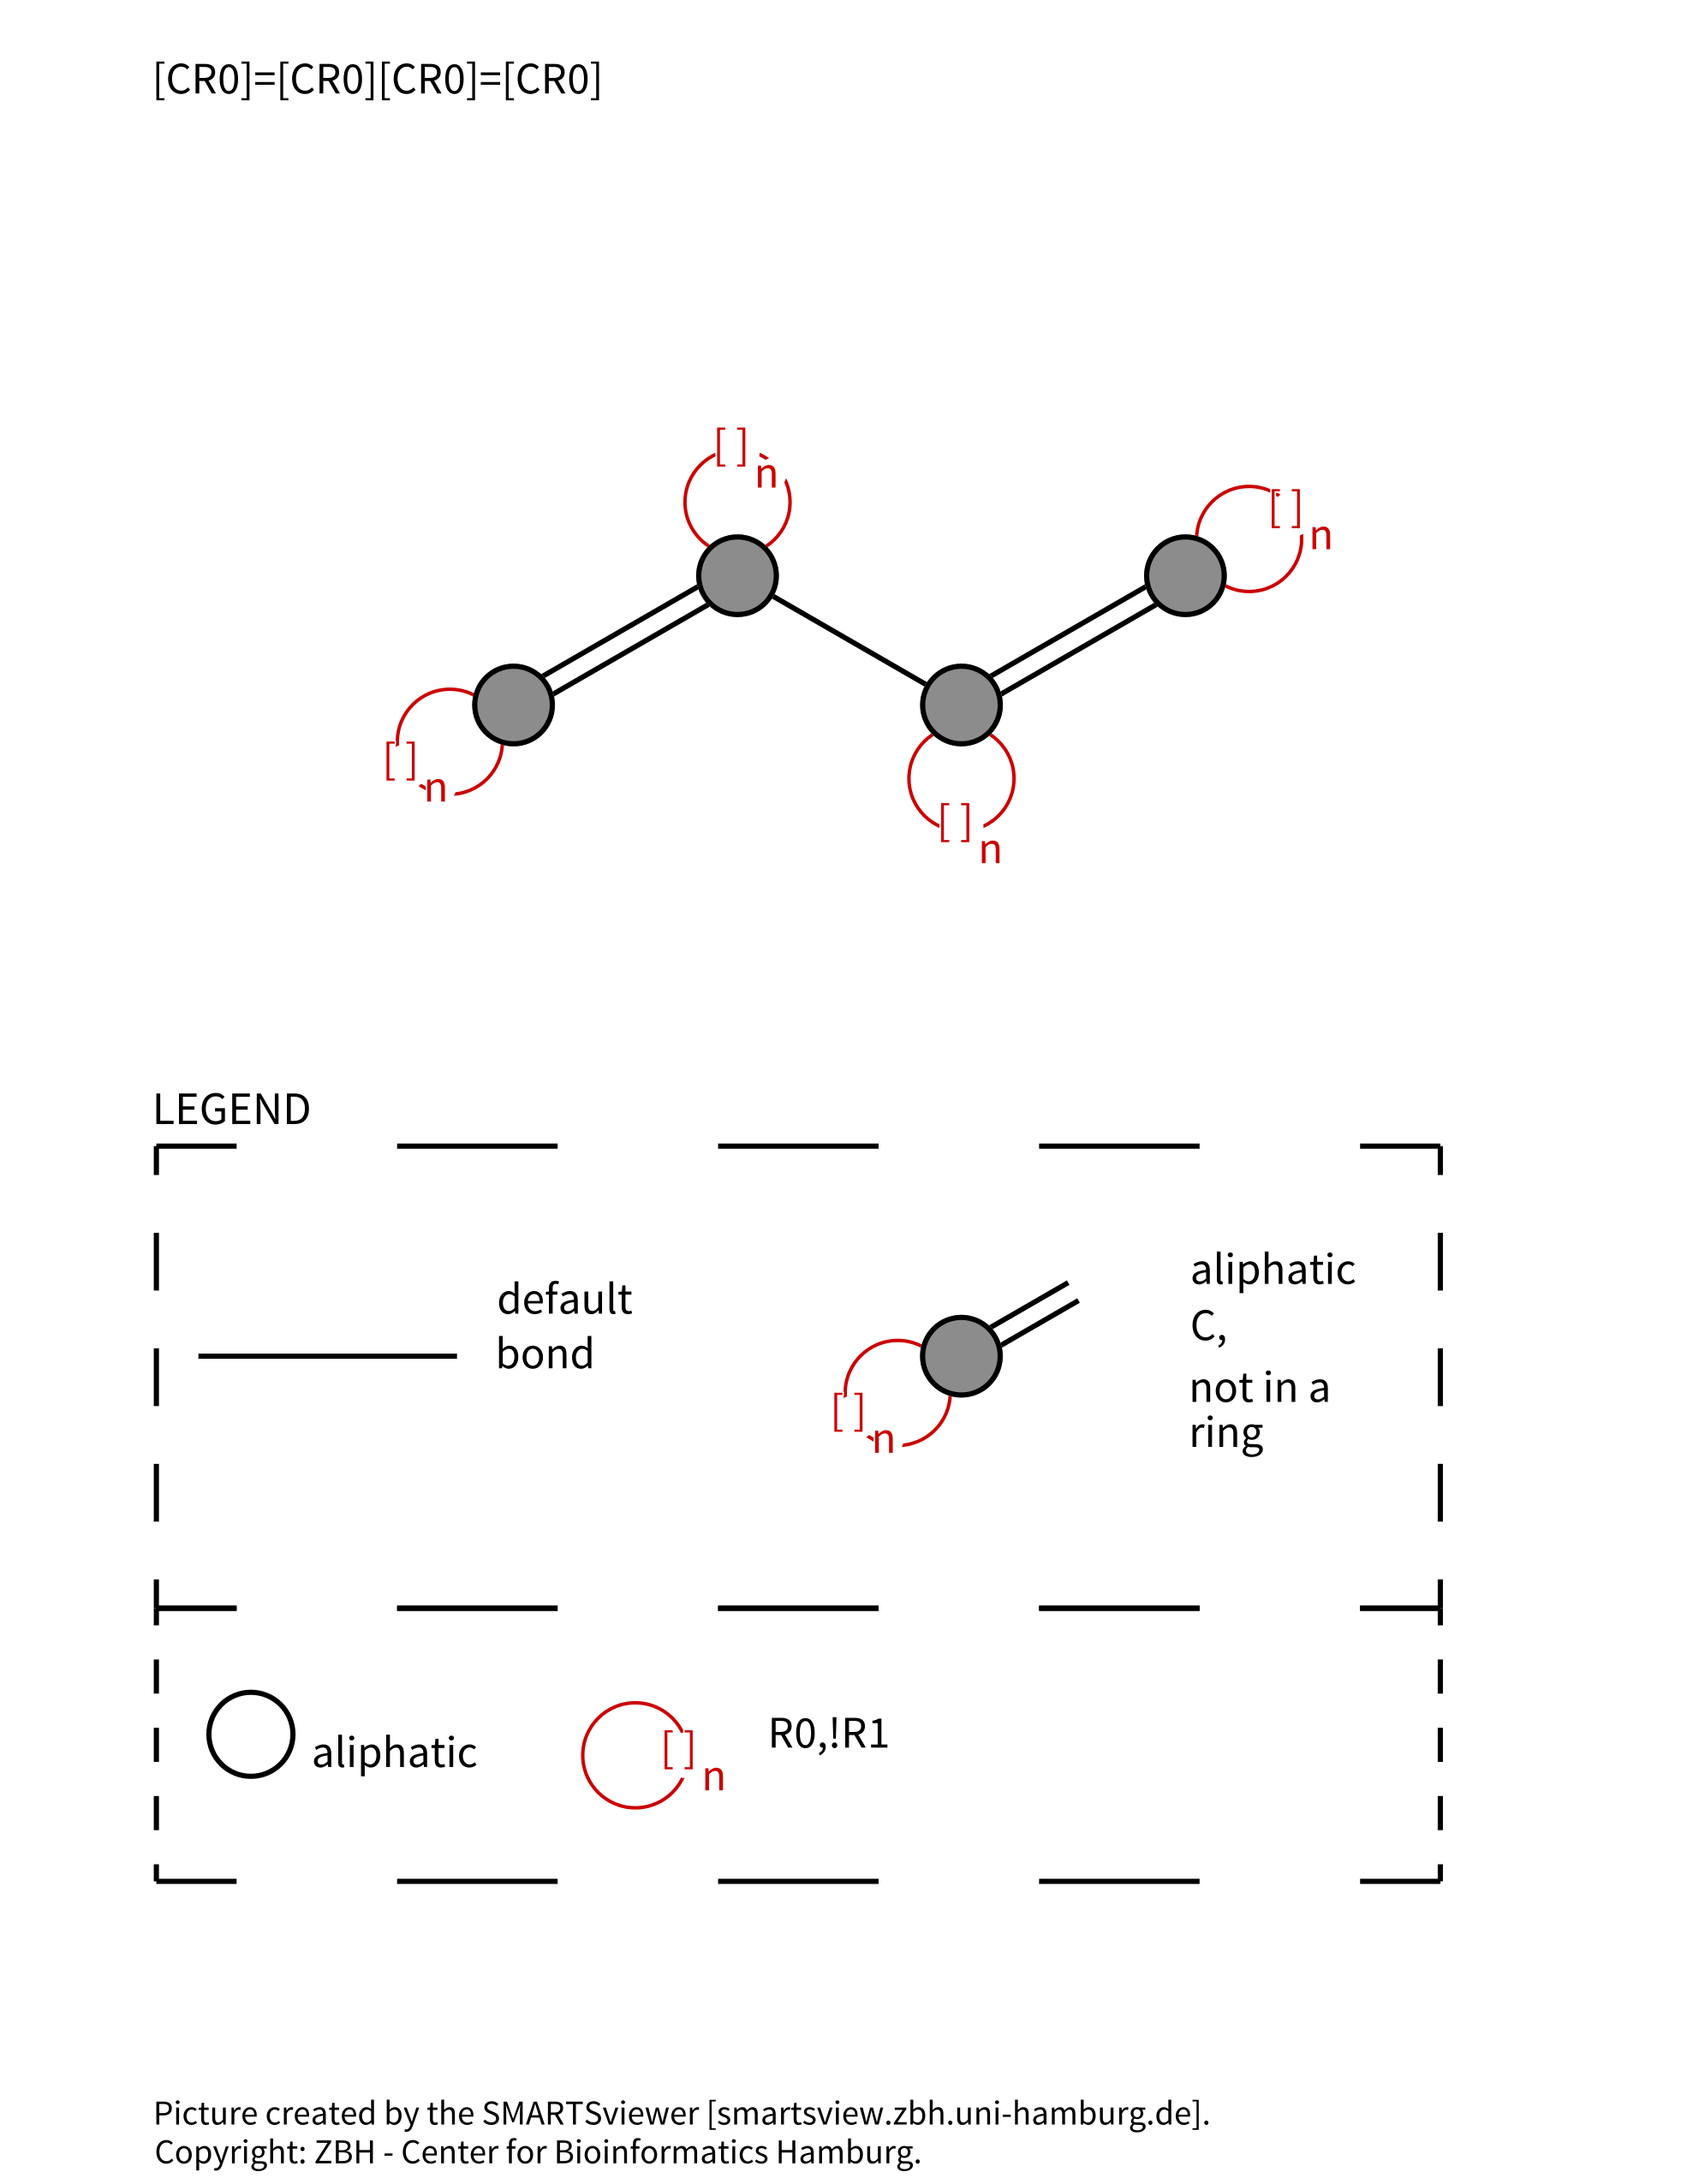 [CR0]=[CR0][CR0]=[CR0]
[ ]n
[ ]n
[ ]n
[ ]n
LEGEND
default
bond
[ ]n
aliphatic
C,
not in a
ring
aliphatic
[ ]n
R0,!R1
Picture created by the SMARTSviewer [smartsview.zbh.uni-hamburg.de].
Copyright: ZBH - Center for Bioinformatics Hamburg.